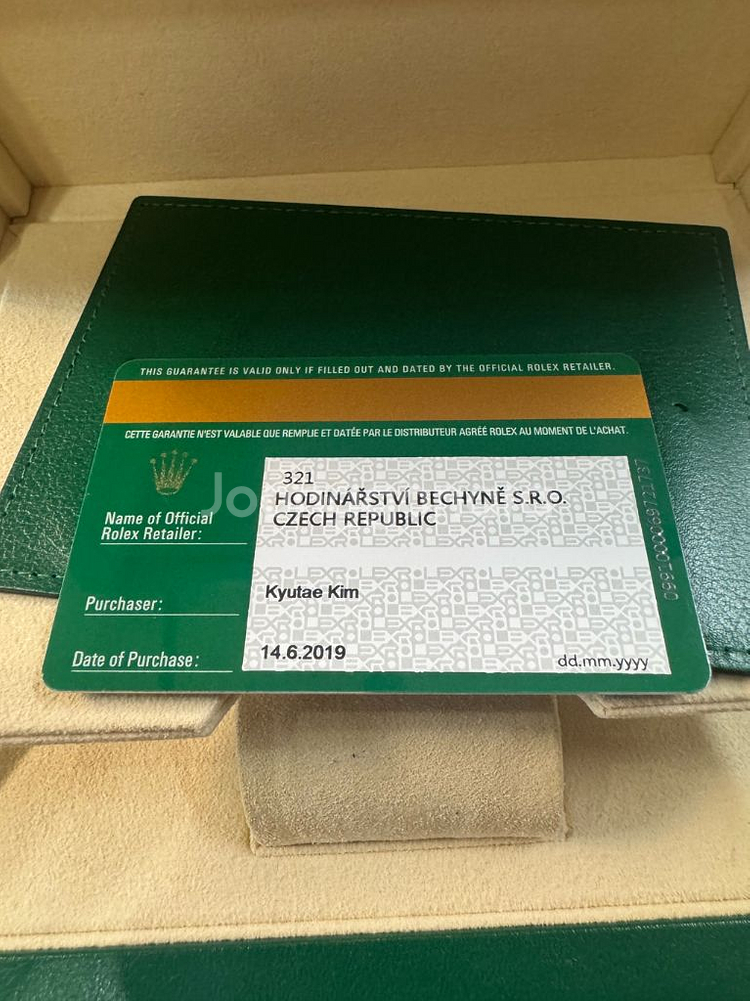 THIS GUARANTEE IS VALID ONLY IF FILLED OUT AND DATED BY THE OFFICIAL ROLEX RETAILER.
CETTE GARANTIE N'EST VALABLE QUE REMPLIE ET DATÉE PAR LE DISTRIBUTEUR AGRÉÉ ROLEX AU MOMENT DE L'ACHAT.
321
HODINÁŘSTVÍ BECHYNĚ S.R.O.
CZECH REPUBLIC
Name of Official
Rolex Retailer:
Purchaser:
Kyutae Kim
Date of Purchase:
14.6.2019
dd.mm.yyyy